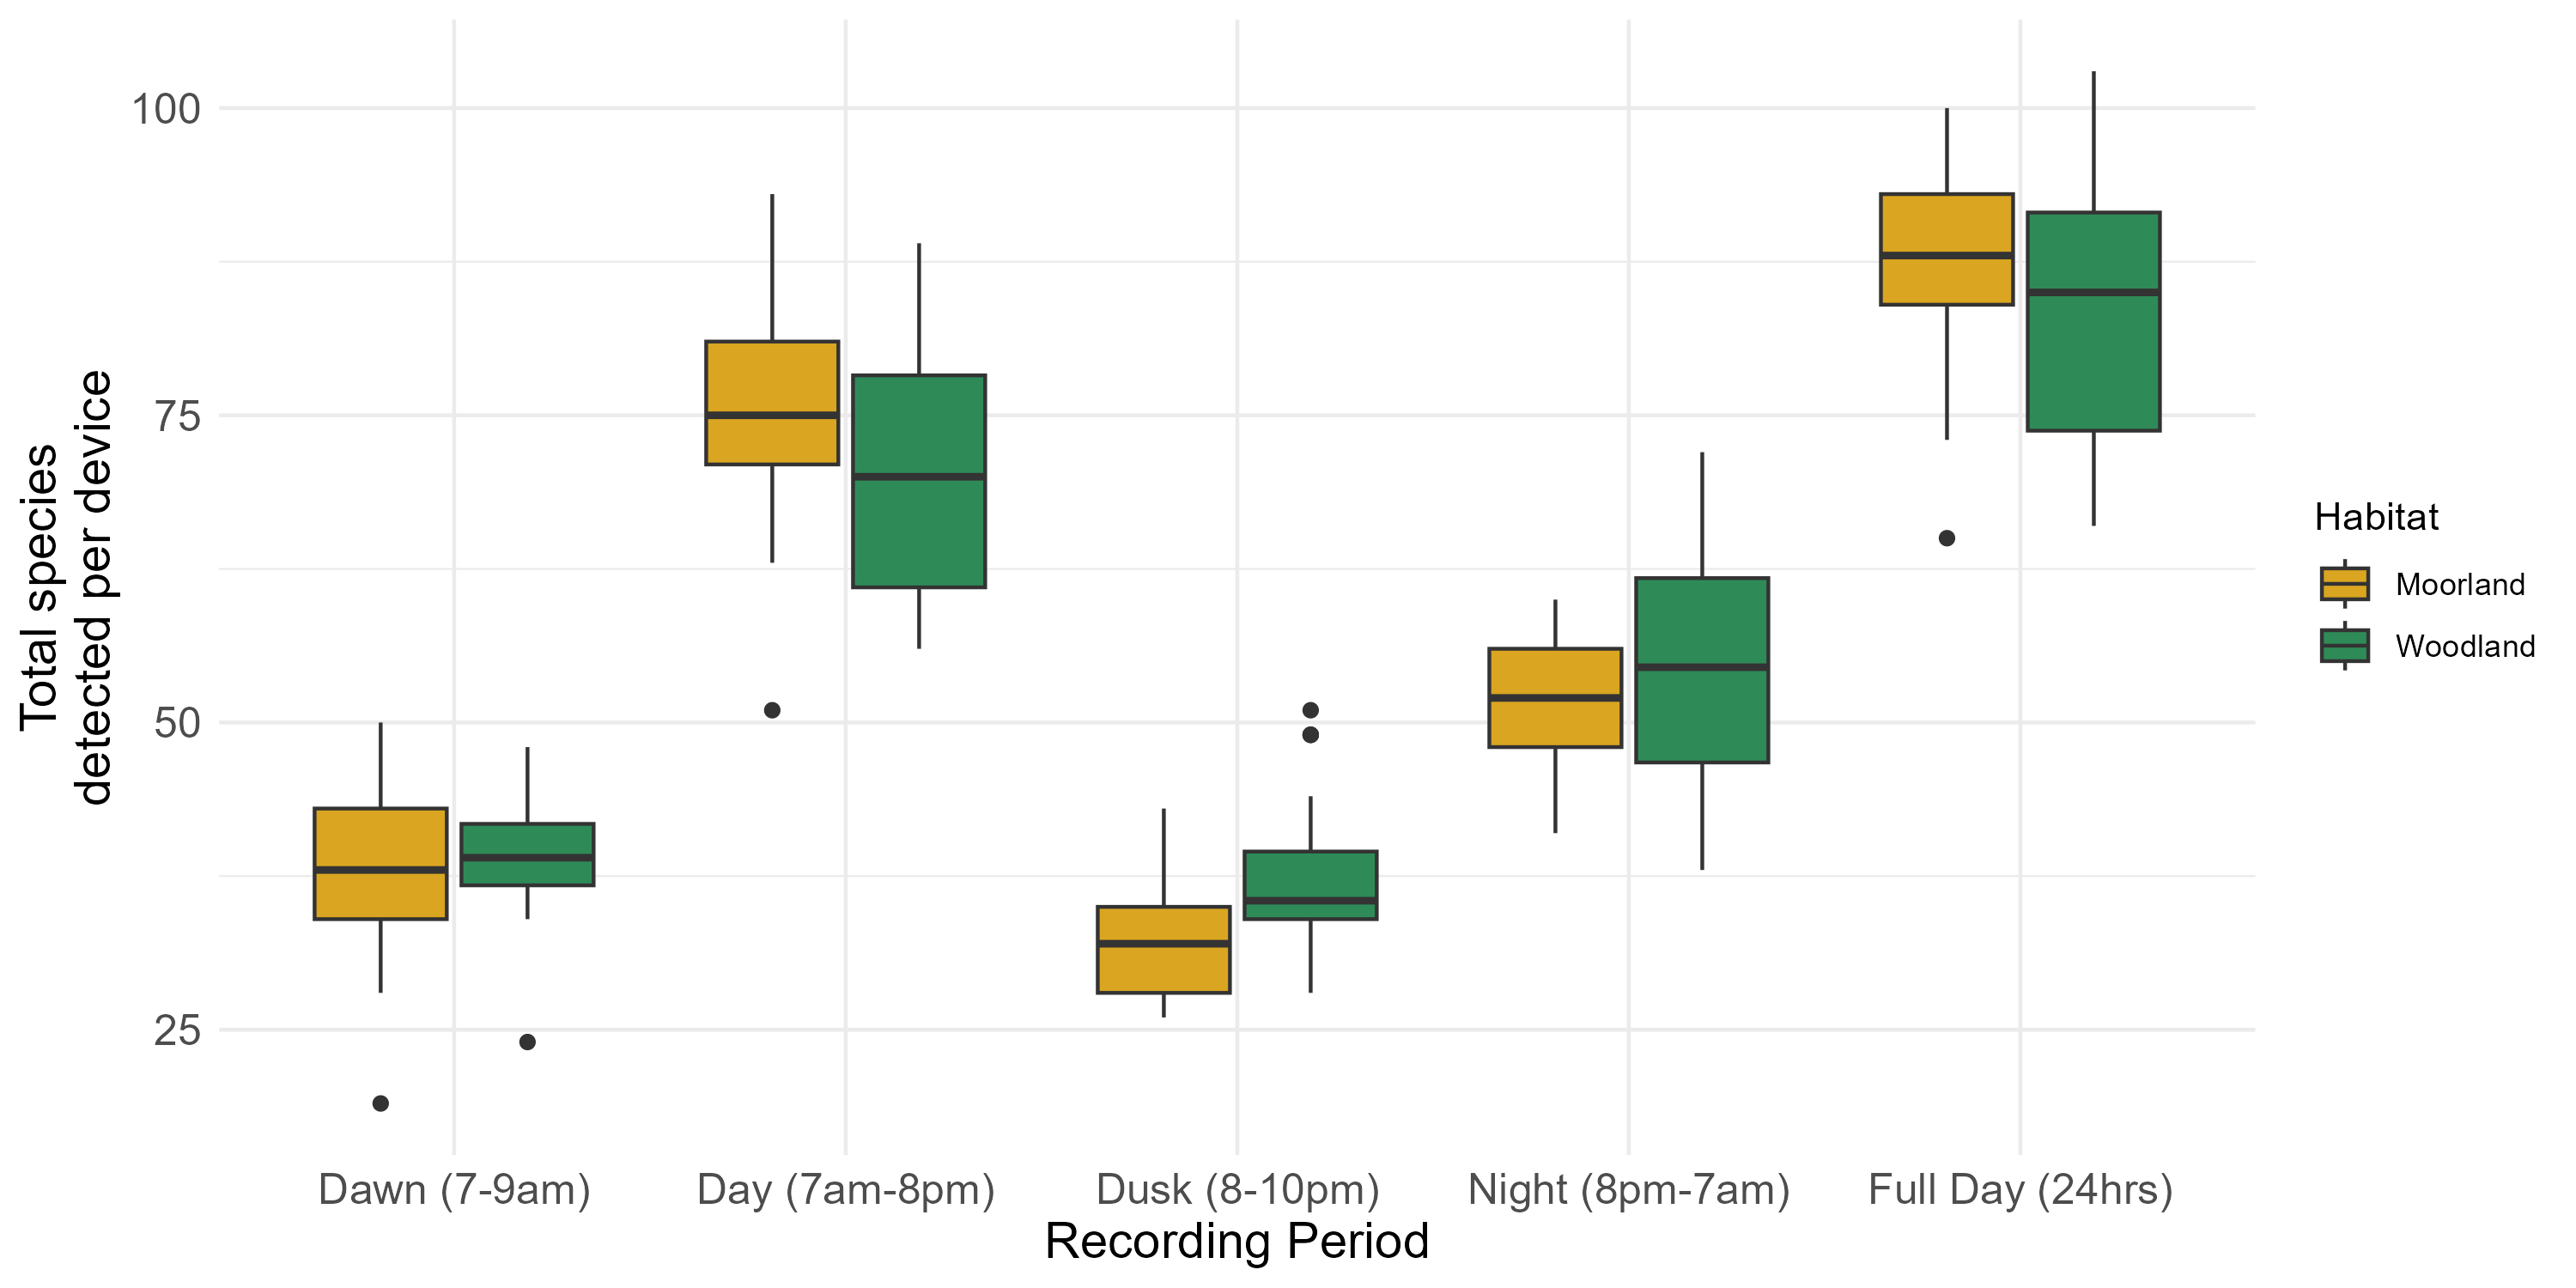 Total species
detected per device
100
75
50
25
Dawn (7-9am)
Day (7am-8pm)
Dusk (8-10pm)
Night (8pm-7am)
Full Day (24hrs)
Recording Period
Habitat
Moorland
Woodland